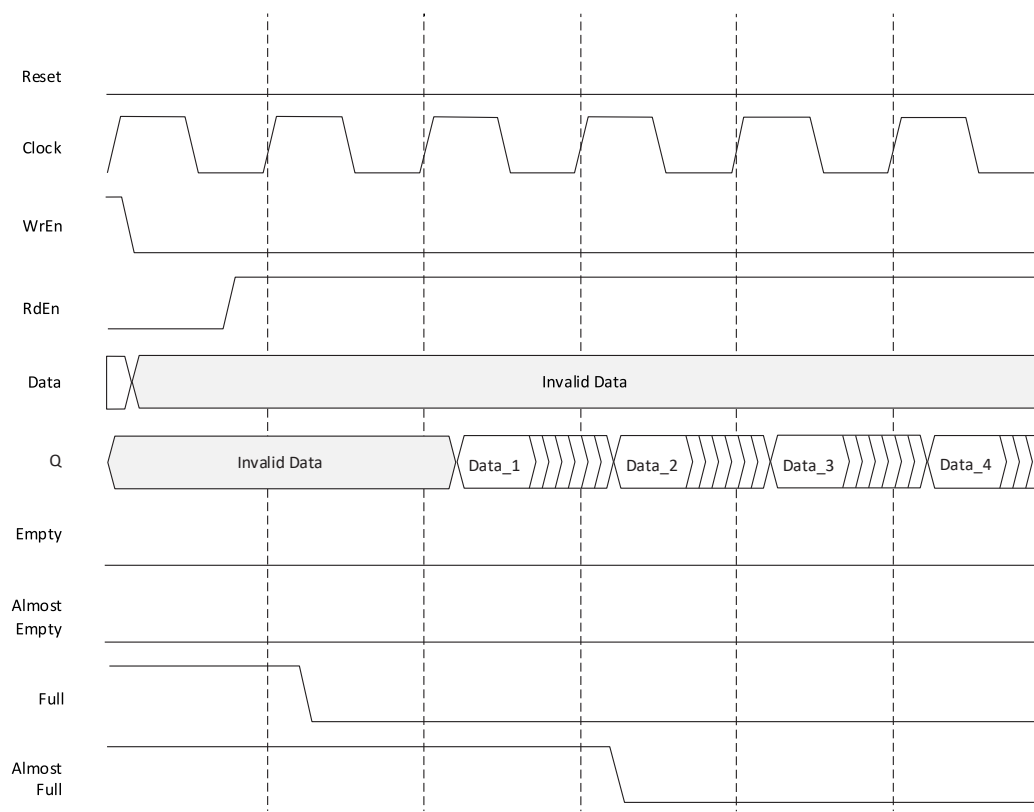 Reset
Clock
WrEn
RdEn
Data
Invalid Data
Q
Invalid Data
Data_1
Data_2
Data_3
Data_4
Empty
Almost
Empty
Full
Almost
Full